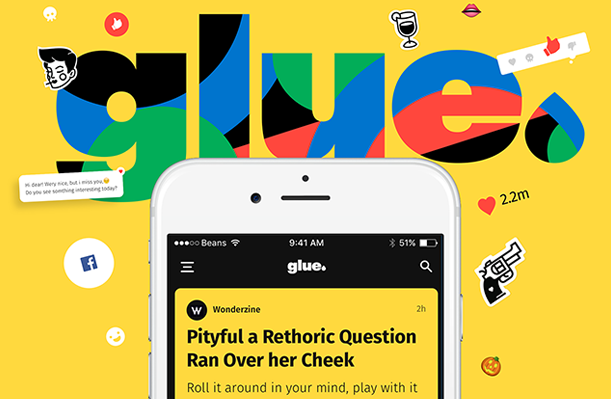 glue.
2.2m
Hi dear! Wery nice, but i miss you,
Do you see somthing interesting today?
Beans 9:41 AM 51%
glue.
W Wonderzine 2h
Pityful a Rethoric Question
Ran Over her Cheek
Roll it around in your mind, play with it